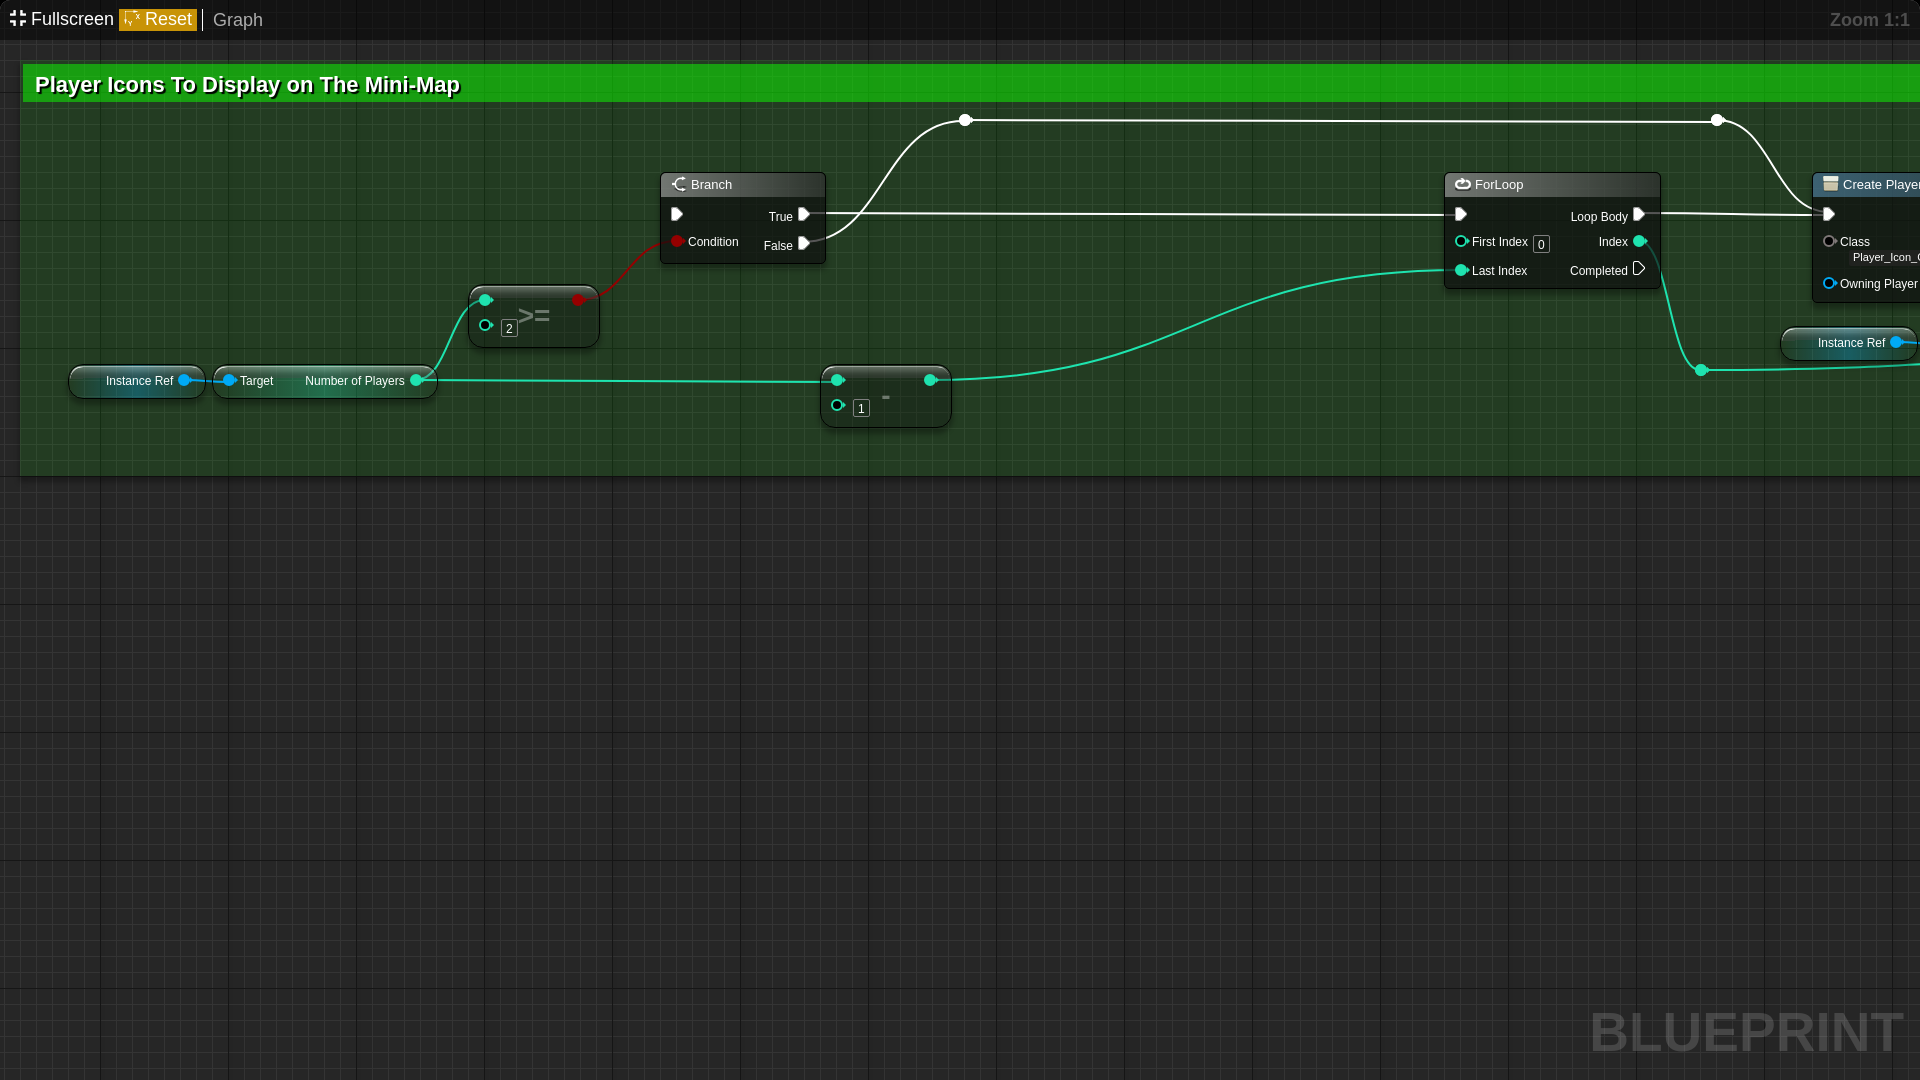 Fullscreen Reset Graph Zoom 1:1
Player Icons To Display on The Mini-Map
Branch
True
Condition False
ForLoop
Loop Body
First Index 0 Index
Last Index Completed
Create Player
Class
Player_Icon_
Owning Player
>=
2
Instance Ref
Instance Ref
Target Number of Players
-
1
BLUEPRINT